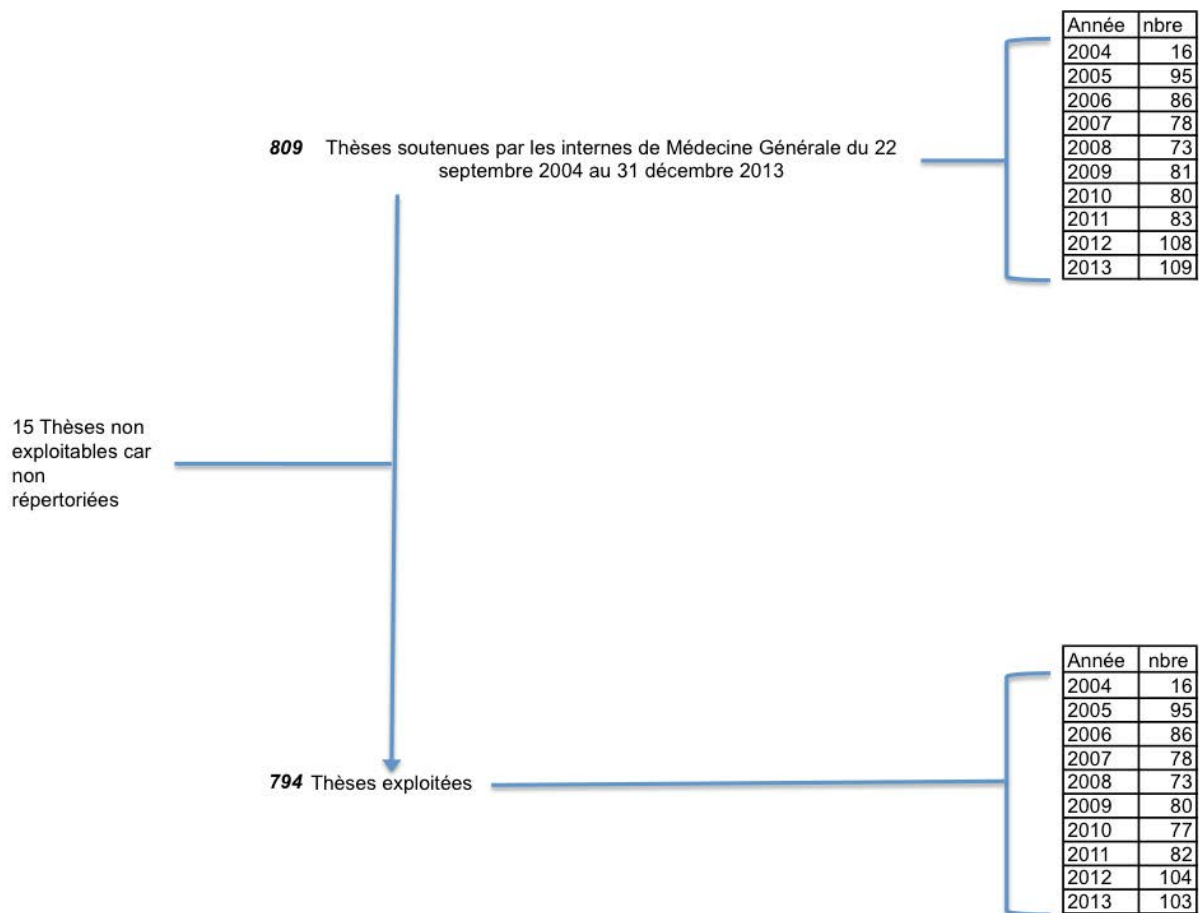 Année nbre
2004 16
2005 95
2006 86
2007 78
2008 73
2009 81
2010 80
2011 83
2012 108
2013 109
809 Thèses soutenues par les internes de Médecine Générale du 22
septembre 2004 au 31 décembre 2013
15 Thèses non
exploitables car
non
répertoriées
794 Thèses exploitées
Année nbre
2004 16
2005 95
2006 86
2007 78
2008 73
2009 80
2010 77
2011 82
2012 104
2013 103